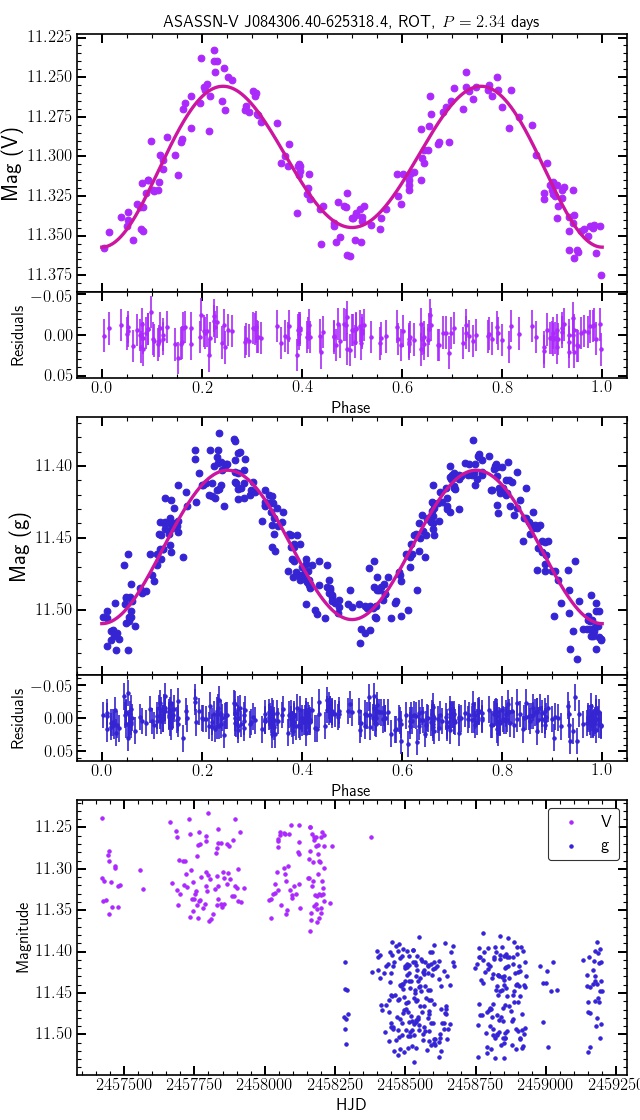 ASASSN-V J084306.40-625318.4, ROT, P = 2.34 days
11.225
11.250
11.275
11.300
11.325
11.350
11.375
Mag (V)
−0.05
0.00
0.05
Residuals
0.0 0.2 0.4 0.6 0.8 1.0
Phase
11.40
11.45
11.50
Mag (g)
−0.05
0.00
0.05
Residuals
0.0 0.2 0.4 0.6 0.8 1.0
Phase
V
g
11.25
11.30
11.35
11.40
11.45
11.50
Magnitude
2457500 2457750 2458000 2458250 2458500 2458750 2459000 245925
HJD